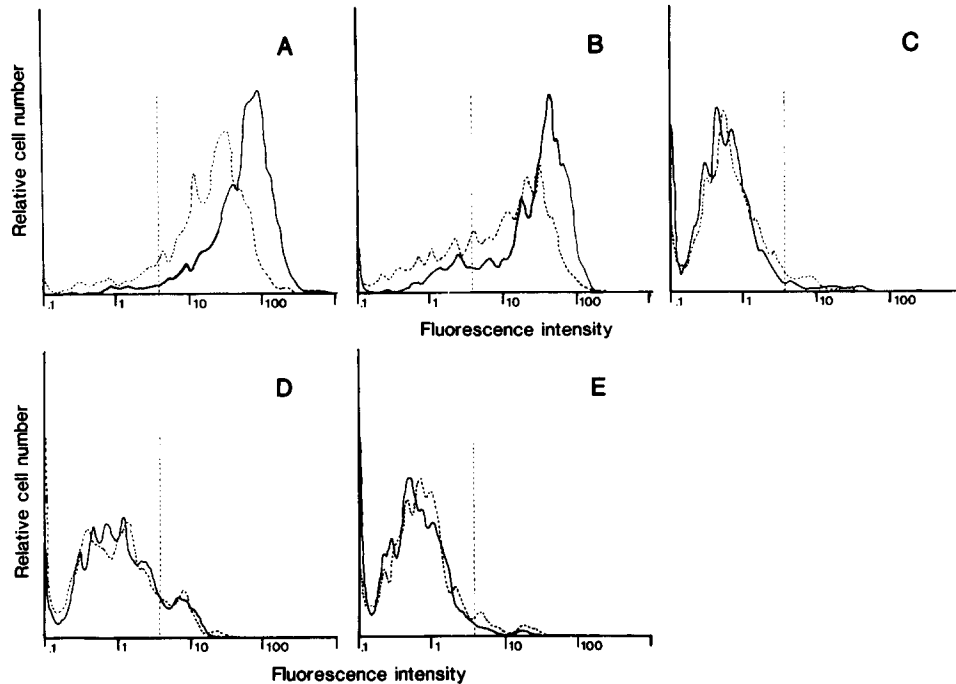 A
B
C
Relative cell number
.1 1 10 100
.1 1 10 100
.1 1 10 100
Fluorescence intensity
D
E
Relative cell number
.1 1 10 100
.1 1 10 100
Fluorescence intensity